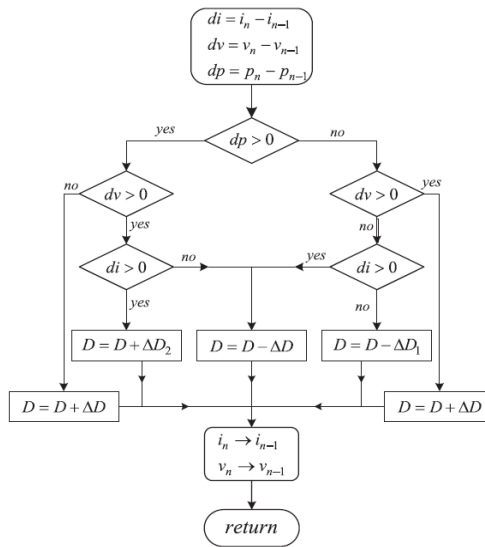 di = i_n − i_{n−1}
dv = v_n − v_{n−1}
dp = p_n − p_{n−1}
yes
dp > 0
no
no
dv > 0
dv > 0
yes
yes
no
di > 0
no
yes
di > 0
yes
no
D = D + ΔD_2
D = D − ΔD
D = D − ΔD_1
D = D + ΔD
D = D + ΔD
i_n → i_{n−1}
v_n → v_{n−1}
return